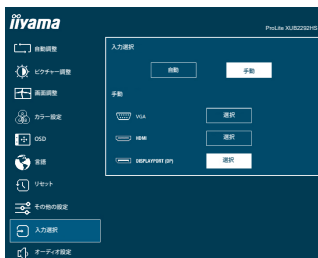 iiyama
ProLite XUB2292HS
自動調整
ピクチャー調整
画面調整
カラー設定
OSD
言語
リセット
その他の設定
入力選択
オーディオ設定
入力選択
自動
手動
手動
VGA
選択
HDMI
選択
DISPLAYPORT (DP)
選択